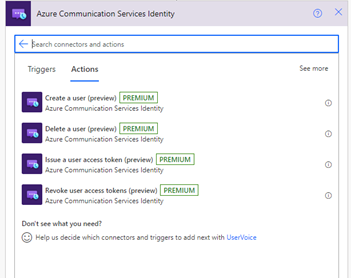 Azure Communication Services Identity
Search connectors and actions
Triggers Actions See more
Create a user (preview) PREMIUM
Azure Communication Services Identity
Delete a user (preview) PREMIUM
Azure Communication Services Identity
Issue a user access token (preview) PREMIUM
Azure Communication Services Identity
Revoke user access tokens (preview) PREMIUM
Azure Communication Services Identity
Don't see what you need?
Help us decide which connectors and triggers to add next with UserVoice